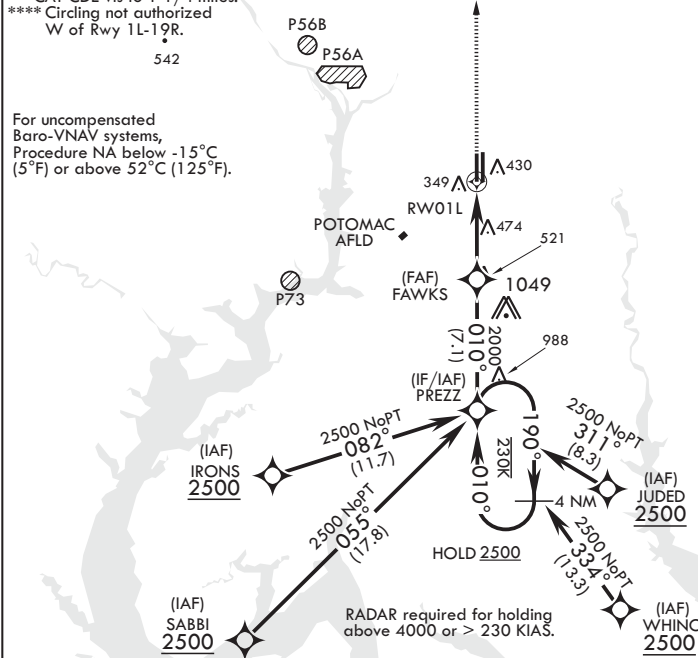 **** Circling not authorized
W of Rwy 1L-19R.
542
P56B
P56A
For uncompensated
Baro-VNAV systems,
Procedure NA below -15°C
(5°F) or above 52°C (125°F).
349
430
RW01L
POTOMAC
AFLD
474
521
P73
(FAF)
FAWKS
1049
010°
(7.1)
2000
988
(IF/IAF)
PREZZ
2500 NoPT
082°
(11.7)
(IAF)
IRONS
2500
190°
230K
010°
2500 NoPT
311°
(8.3)
(IAF)
JUDED
2500
4 NM
2500 NoPT
055°
(17.8)
HOLD 2500
2500 NoPT
334°
(13.3)
(IAF)
SABBI
2500
RADAR required for holding
above 4000 or > 230 KIAS.
(IAF)
WHINO
2500